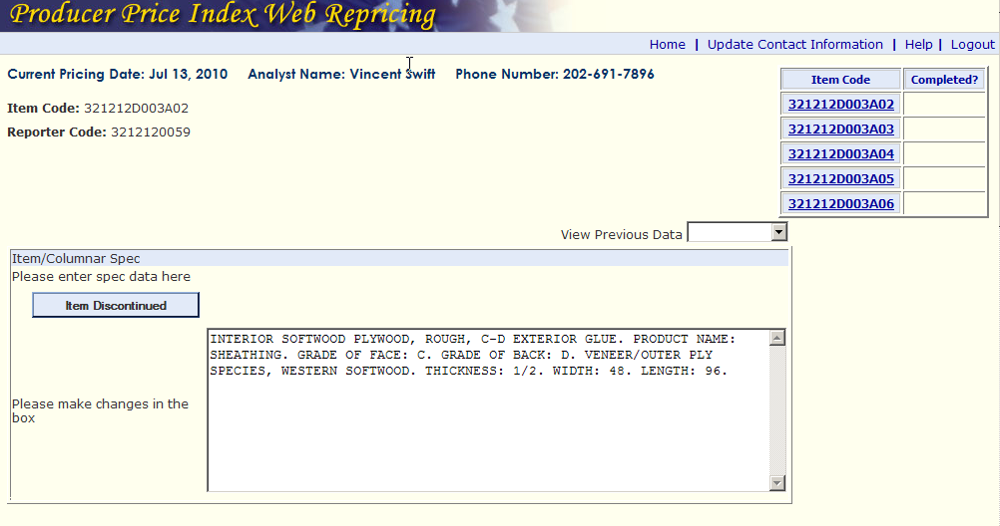 Producer Price Index Web Repricing
Home | Update Contact Information | Help | Logout
Current Pricing Date: Jul 13, 2010 Analyst Name: Vincent Swift Phone Number: 202-691-7896
Item Code: 321212D003A02
Reporter Code: 3212120059
Item Code Completed?
321212D003A02
321212D003A03
321212D003A04
321212D003A05
321212D003A06
View Previous Data
Item/Columnar Spec
Please enter spec data here
Item Discontinued
INTERIOR SOFTWOOD PLYWOOD, ROUGH, C-D EXTERIOR GLUE. PRODUCT NAME:
SHEATHING. GRADE OF FACE: C. GRADE OF BACK: D. VENEER/OUTER PLY
SPECIES, WESTERN SOFTWOOD. THICKNESS: 1/2. WIDTH: 48. LENGTH: 96.
Please make changes in the
box